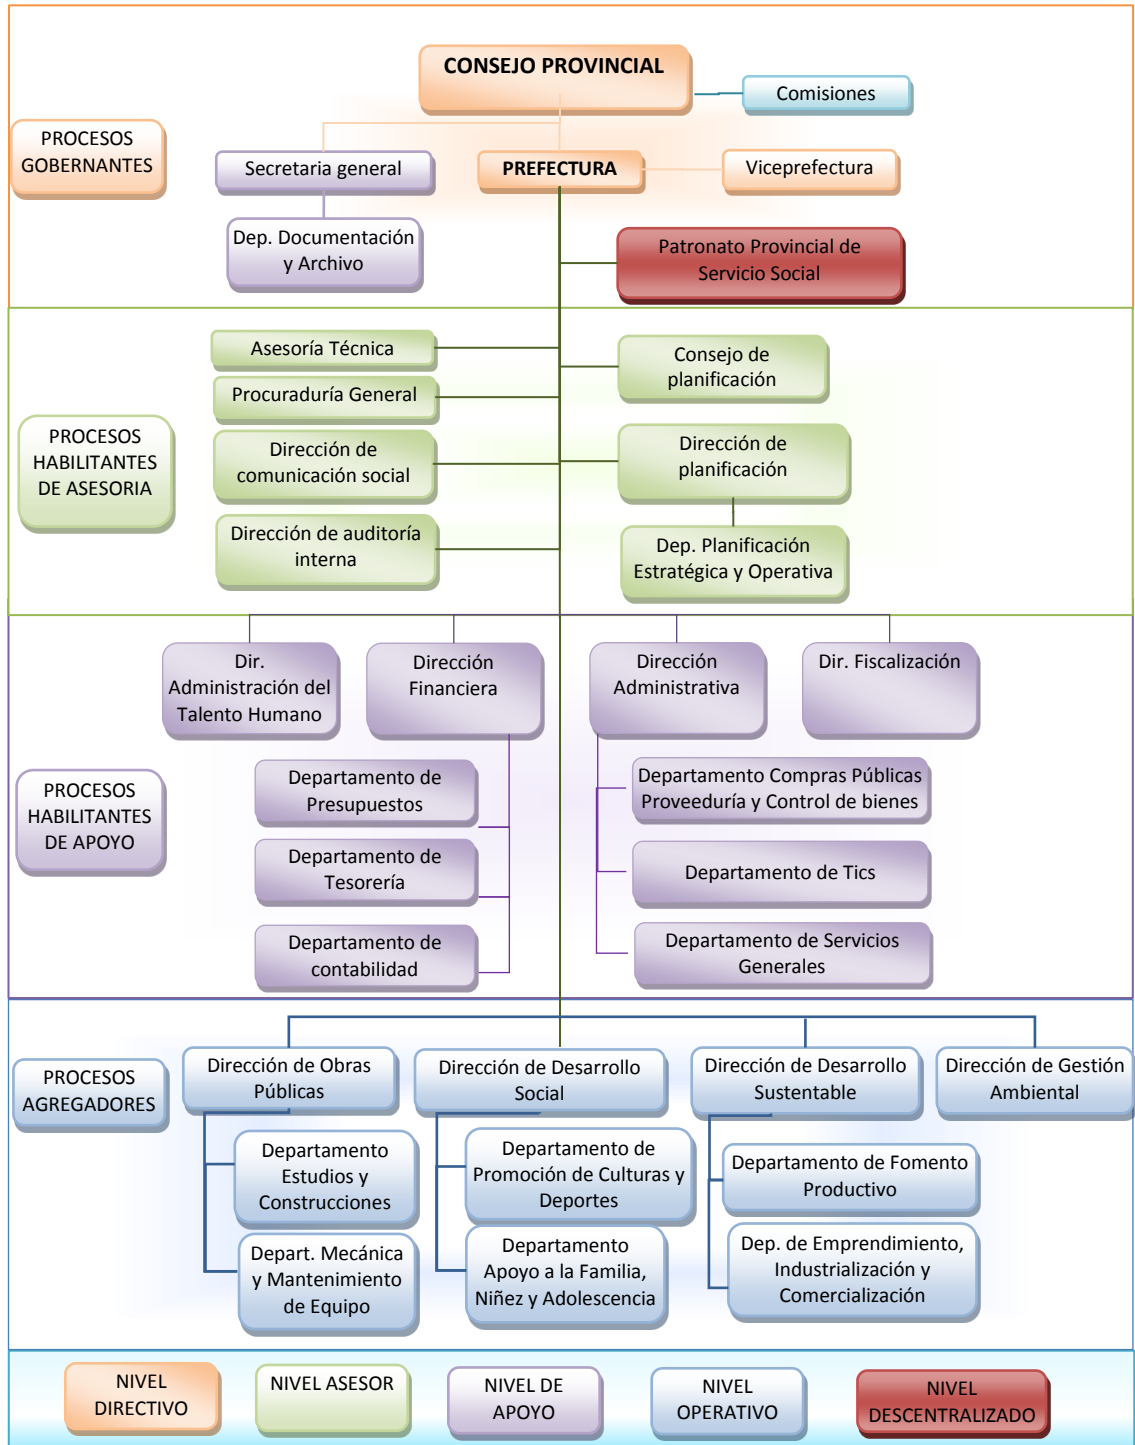 CONSEJO PROVINCIAL
Comisiones
PROCESOS
GOBERNANTES
Secretaria general
PREFECTURA
Viceprefectura
Dep. Documentación
y Archivo
Patronato Provincial de
Servicio Social
Asesoría Técnica
Consejo de
planificación
Procuraduría General
PROCESOS
HABILITANTES
DE ASESORIA
Dirección de
comunicación social
Dirección de
planificación
Dirección de auditoría
interna
Dep. Planificación
Estratégica y Operativa
Dir.
Administración del
Talento Humano
Dirección
Financiera
Dirección
Administrativa
Dir. Fiscalización
PROCESOS
HABILITANTES
DE APOYO
Departamento de
Presupuestos
Departamento Compras Públicas
Proveeduría y Control de bienes
Departamento de
Tesorería
Departamento de Tics
Departamento de
contabilidad
Departamento de Servicios
Generales
PROCESOS
AGREGADORES
Dirección de Obras
Públicas
Dirección de Desarrollo
Social
Dirección de Desarrollo
Sustentable
Dirección de Gestión
Ambiental
Departamento
Estudios y
Construcciones
Departamento de
Promoción de Culturas y
Deportes
Departamento de Fomento
Productivo
Depart. Mecánica
y Mantenimiento
de Equipo
Departamento
Apoyo a la Familia,
Niñez y Adolescencia
Dep. de Emprendimiento,
Industrialización y
Comercialización
NIVEL
DIRECTIVO
NIVEL ASESOR
NIVEL DE
APOYO
NIVEL
OPERATIVO
NIVEL
DESCENTRALIZADO